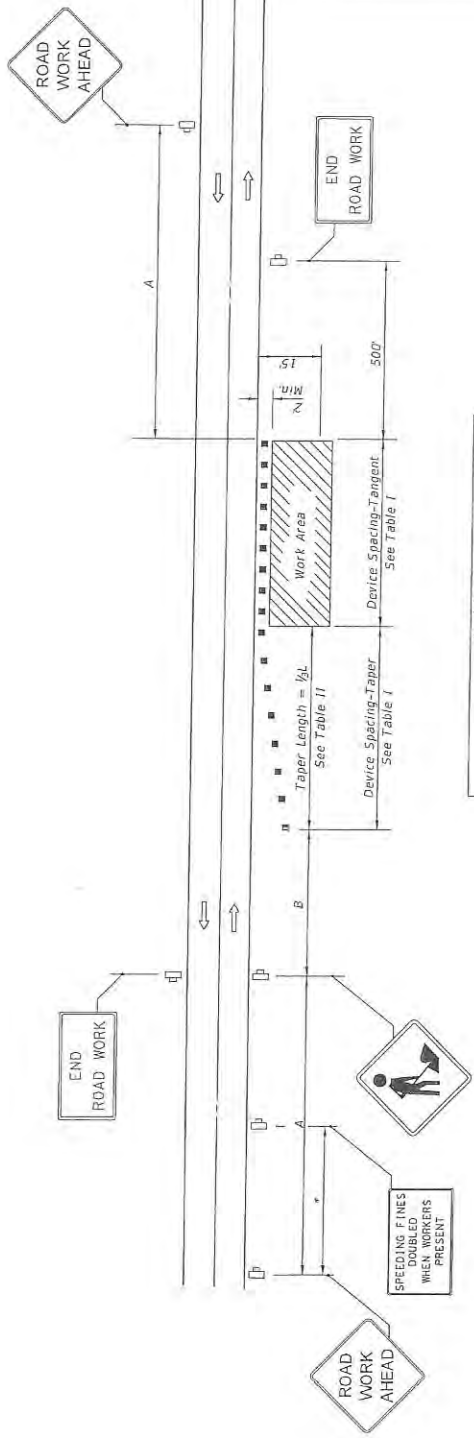 ROAD
WORK
AHEAD
A
END
ROAD WORK
15'
2'
Min.
500'
Work Area
Device Spacing-Tangent
See Table I
Taper Length = ⅓L
See Table II
Device Spacing-Taper
See Table I
B
END
ROAD WORK
A
*
SPEEDING FINES
DOUBLED
WHEN WORKERS
PRESENT
ROAD
WORK
AHEAD